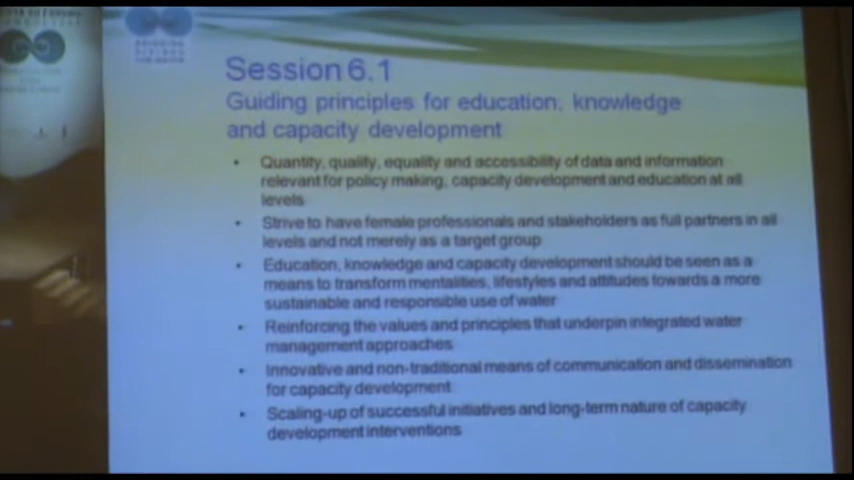 BRIDGING
DIVIDES
FOR WATER
Session 6.1
Guiding principles for education, knowledge
and capacity development
• Quantity, quality, equality and accessibility of data and information
relevant for policy making, capacity development and education at all
levels
• Strive to have female professionals and stakeholders as full partners in all
levels and not merely as a target group
• Education, knowledge and capacity development should be seen as a
means to transform mentalities, lifestyles and attitudes towards a more
sustainable and responsible use of water
• Reinforcing the values and principles that underpin integrated water
management approaches
• Innovative and non-traditional means of communication and dissemination
for capacity development
• Scaling-up of successful initiatives and long-term nature of capacity
development interventions